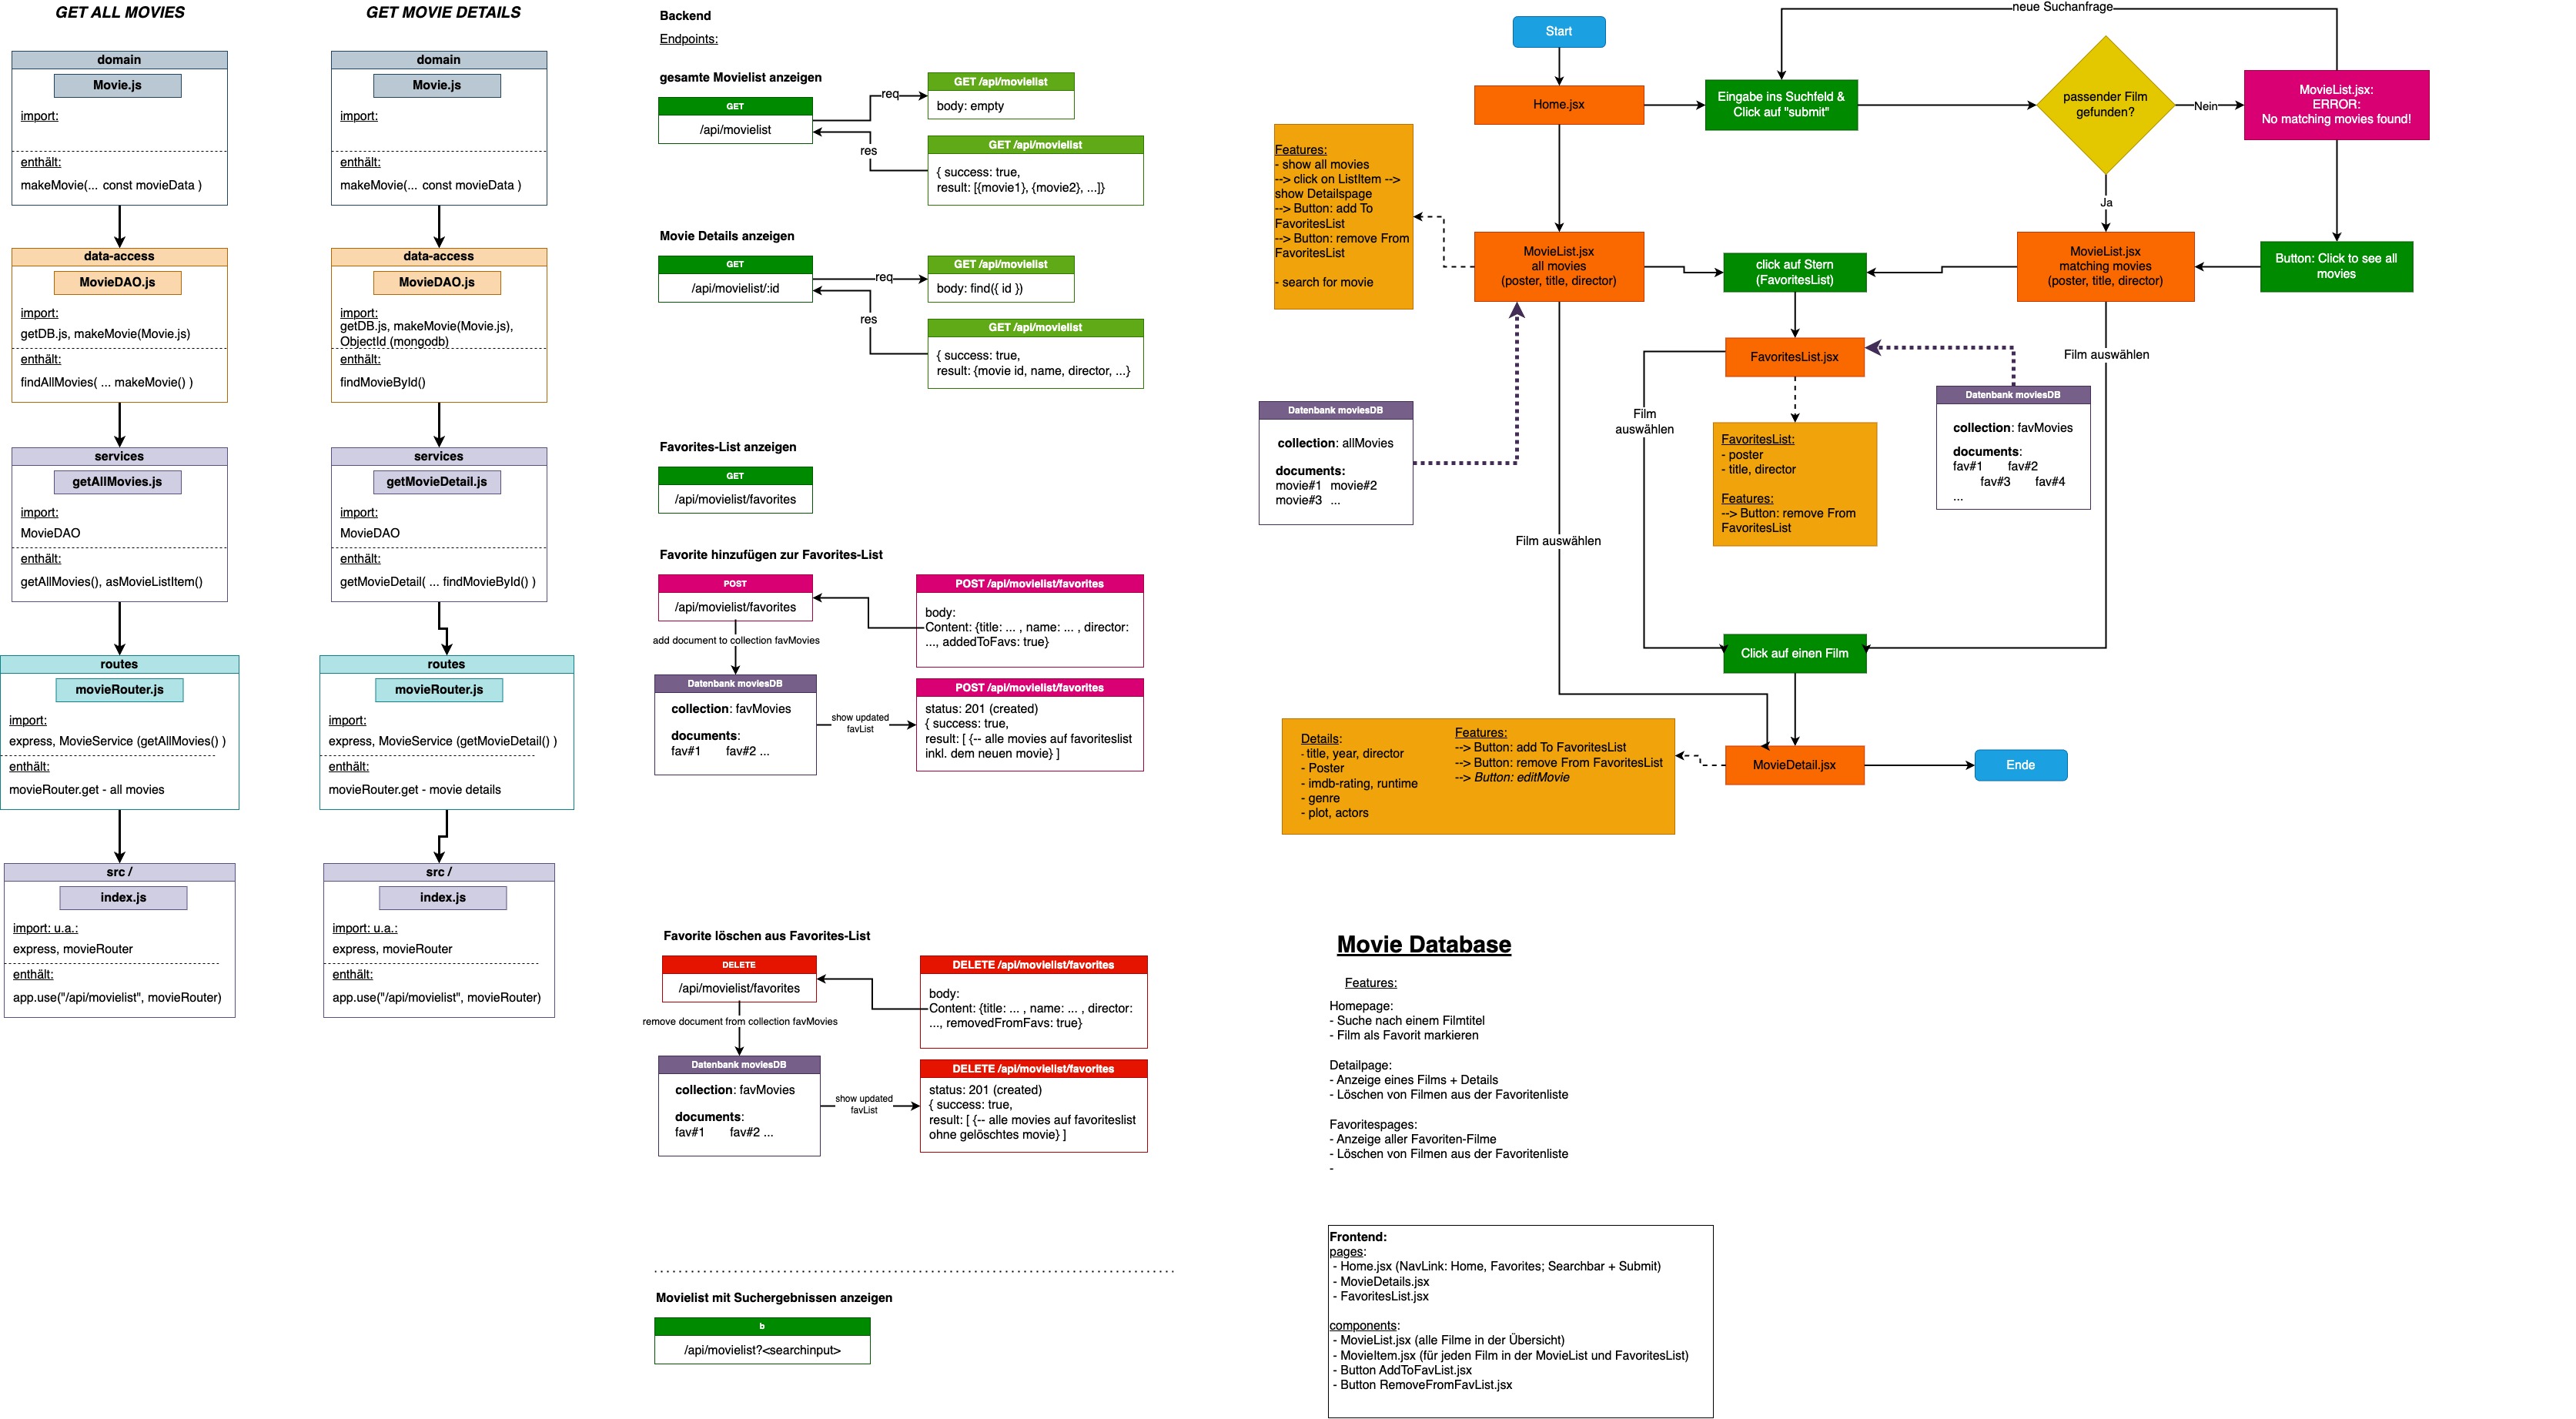 GET ALL MOVIES
domain
Movie.js
import:
enthält:
makeMovie(... const movieData )
data-access
MovieDAO.js
import:
getDB.js, makeMovie(Movie.js)
enthält:
findAllMovies( ... makeMovie() )
services
getAllMovies.js
import:
MovieDAO
enthält:
getAllMovies(), asMovieListItem()
routes
movieRouter.js
import:
express, MovieService (getAllMovies() )
enthält:
movieRouter.get - all movies
src /
index.js
import: u.a.:
express, movieRouter
enthält:
app.use("/api/movielist", movieRouter)
GET MOVIE DETAILS
domain
Movie.js
import:
enthält:
makeMovie(... const movieData )
data-access
MovieDAO.js
import:
getDB.js, makeMovie(Movie.js),
ObjectId (mongodb)
enthält:
findMovieById()
services
getMovieDetail.js
import:
MovieDAO
enthält:
getMovieDetail( ... findMovieById() )
routes
movieRouter.js
import:
express, MovieService (getMovieDetail() )
enthält:
movieRouter.get - movie details
src /
index.js
import: u.a.:
express, movieRouter
enthält:
app.use("/api/movielist", movieRouter)
Backend
Endpoints:
gesamte Movielist anzeigen
GET
/api/movielist
req
GET /api/movielist
body: empty
res
GET /api/movielist
{ success: true,
result: [{movie1}, {movie2}, ...]}
Movie Details anzeigen
GET
/api/movielist/:id
req
GET /api/movielist
body: find({ id })
res
GET /api/movielist
{ success: true,
result: {movie id, name, director, ...}
Favorites-List anzeigen
GET
/api/movielist/favorites
Favorite hinzufügen zur Favorites-List
POST
/api/movielist/favorites
POST /api/movielist/favorites
body:
Content: {title: ... , name: ... , director:
..., addedToFavs: true}
add document to collection favMovies
Datenbank moviesDB
collection: favMovies
documents:
fav#1 fav#2 ...
show updated
favList
POST /api/movielist/favorites
status: 201 (created)
{ success: true,
result: [ {-- alle movies auf favoriteslist
inkl. dem neuen movie} ]
Favorite löschen aus Favorites-List
DELETE
/api/movielist/favorites
DELETE /api/movielist/favorites
body:
Content: {title: ... , name: ... , director:
..., removedFromFavs: true}
remove document from collection favMovies
Datenbank moviesDB
collection: favMovies
documents:
fav#1 fav#2 ...
show updated
favList
DELETE /api/movielist/favorites
status: 201 (created)
{ success: true,
result: [ {-- alle movies auf favoriteslist
ohne gelöschtes movie} ]
Movielist mit Suchergebnissen anzeigen
b
/api/movielist?<searchinput>
Start
neue Suchanfrage
Home.jsx
Eingabe ins Suchfeld &
Click auf "submit"
passender Film
gefunden?
Nein
MovieList.jsx:
ERROR:
No matching movies found!
Ja
Features:
- show all movies
--> click on ListItem -->
show Detailspage
--> Button: add To
FavoritesList
--> Button: remove From
FavoritesList
- search for movie
MovieList.jsx
all movies
(poster, title, director)
click auf Stern
(FavoritesList)
MovieList.jsx
matching movies
(poster, title, director)
Button: Click to see all
movies
FavoritesList.jsx
Film auswählen
Datenbank moviesDB
collection: allMovies
documents:
movie#1 movie#2
movie#3 ...
Film
auswählen
FavoritesList:
- poster
- title, director
Features:
--> Button: remove From
FavoritesList
Datenbank moviesDB
collection: favMovies
documents:
fav#1 fav#2
fav#3 fav#4
...
Film auswählen
Click auf einen Film
Details:
- title, year, director
- Poster
- imdb-rating, runtime
- genre
- plot, actors
Features:
--> Button: add To FavoritesList
--> Button: remove From FavoritesList
--> Button: editMovie
MovieDetail.jsx
Ende
Movie Database
Features:
Homepage:
- Suche nach einem Filmtitel
- Film als Favorit markieren
Detailpage:
- Anzeige eines Films + Details
- Löschen von Filmen aus der Favoritenliste
Favoritespages:
- Anzeige aller Favoriten-Filme
- Löschen von Filmen aus der Favoritenliste
-
Frontend:
pages:
- Home.jsx (NavLink: Home, Favorites; Searchbar + Submit)
- MovieDetails.jsx
- FavoritesList.jsx
components:
- MovieList.jsx (alle Filme in der Übersicht)
- MovieItem.jsx (für jeden Film in der MovieList und FavoritesList)
- Button AddToFavList.jsx
- Button RemoveFromFavList.jsx